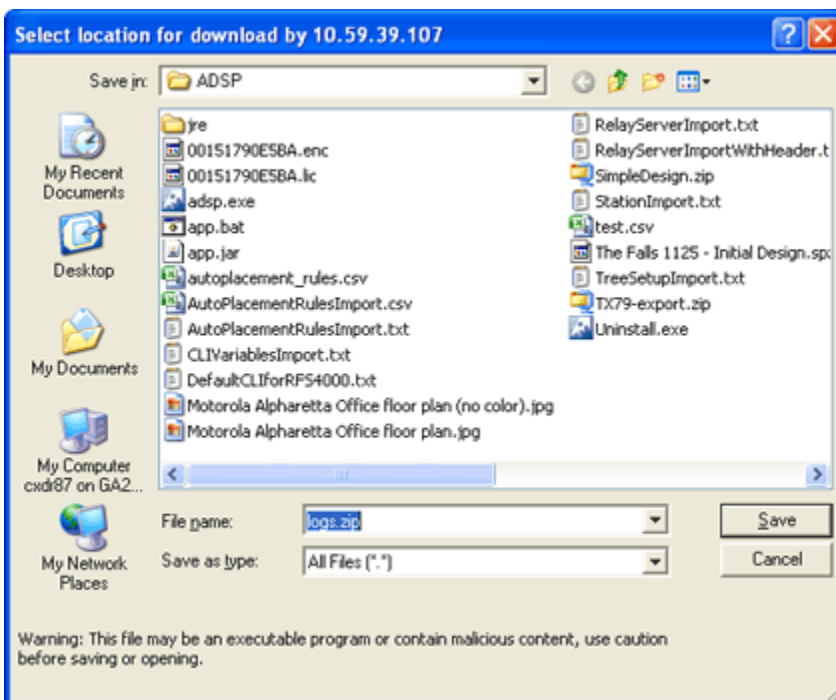 Select location for download by 10.59.39.107
Save in:
ADSP
My Recent
Documents
Desktop
My Documents
My Computer
cxdr87 on GA2...
My Network
Places
jre
00151790E5BA.enc
00151790E5BA.lic
adsp.exe
app.bat
app.jar
autoplacement_rules.csv
AutoPlacementRulesImport.csv
AutoPlacementRulesImport.txt
CLIVariablesImport.txt
DefaultCLIforRFS4000.txt
Motorola Alpharetta Office floor plan (no color).jpg
Motorola Alpharetta Office floor plan.jpg
RelayServerImport.txt
RelayServerImportWithHeader.t
SimpleDesign.zip
StationImport.txt
test.csv
The Falls 1125 - Initial Design.spz
TreeSetupImport.txt
TX79-export.zip
Uninstall.exe
File name:
logs.zip
Save
Save as type:
All Files (*.*)
Cancel
Warning: This file may be an executable program or contain malicious content, use caution
before saving or opening.